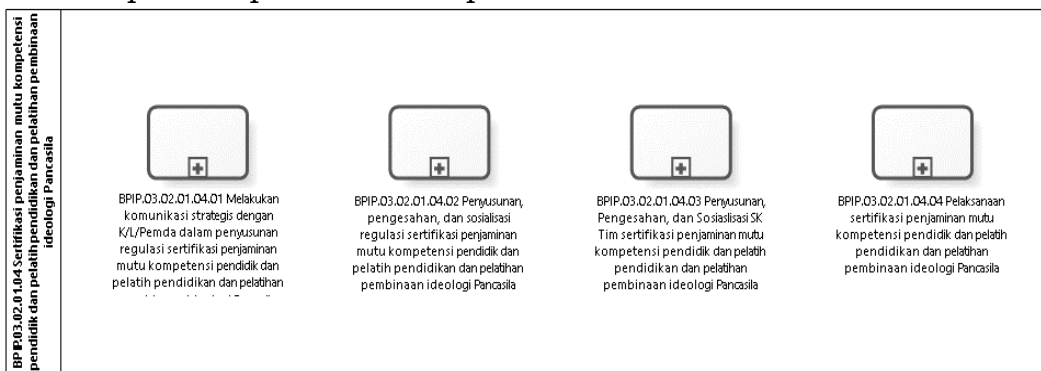 BPIP.03.02.01.04 Sertifikasi penjaminan mutu kompetensi
pendidik dan pelatih pendidikan dan pelatihan pembinaan
ideologi Pancasila
BPIP.03.02.01.04.01 Melakukan
komunikasi strategis dengan
K/L/Pemda dalam penyusunan
regulasi sertifikasi penjaminan
mutu kompetensi pendidik dan
pelatih pendidikan dan pelatihan
BPIP.03.02.01.04.02 Penyusunan,
pengesahan, dan sosialisasi
regulasi sertifikasi penjaminan
mutu kompetensi pendidik dan
pelatih pendidikan dan pelatihan
pembinaan ideologi Pancasila
BPIP.03.02.01.04.03 Penyusunan,
Pengesahan, dan Sosiaslisasi SK
Tim sertifikasi penjaminan mutu
kompetensi pendidik dan pelatih
pendidikan dan pelatihan
pembinaan ideologi Pancasila
BPIP.03.02.01.04.04 Pelaksanaan
sertifikasi penjaminan mutu
kompetensi pendidik dan pelatih
pendidikan dan pelatihan
pembinaan ideologi Pancasila